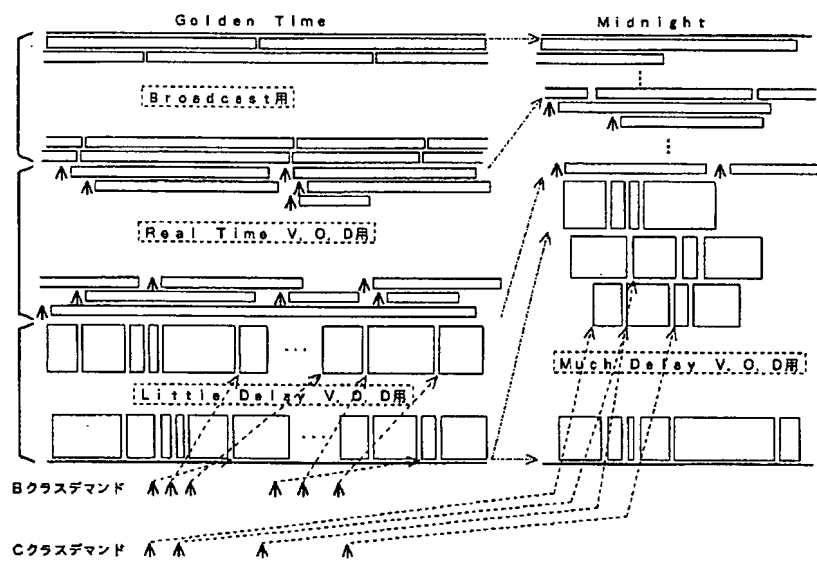 Golden Time
Midnight
Broadcast用
Real Time V, O, D用
Little Delay V, O, D用
Much Delay V, O, D用
Bクラスデマンド
Cクラスデマンド